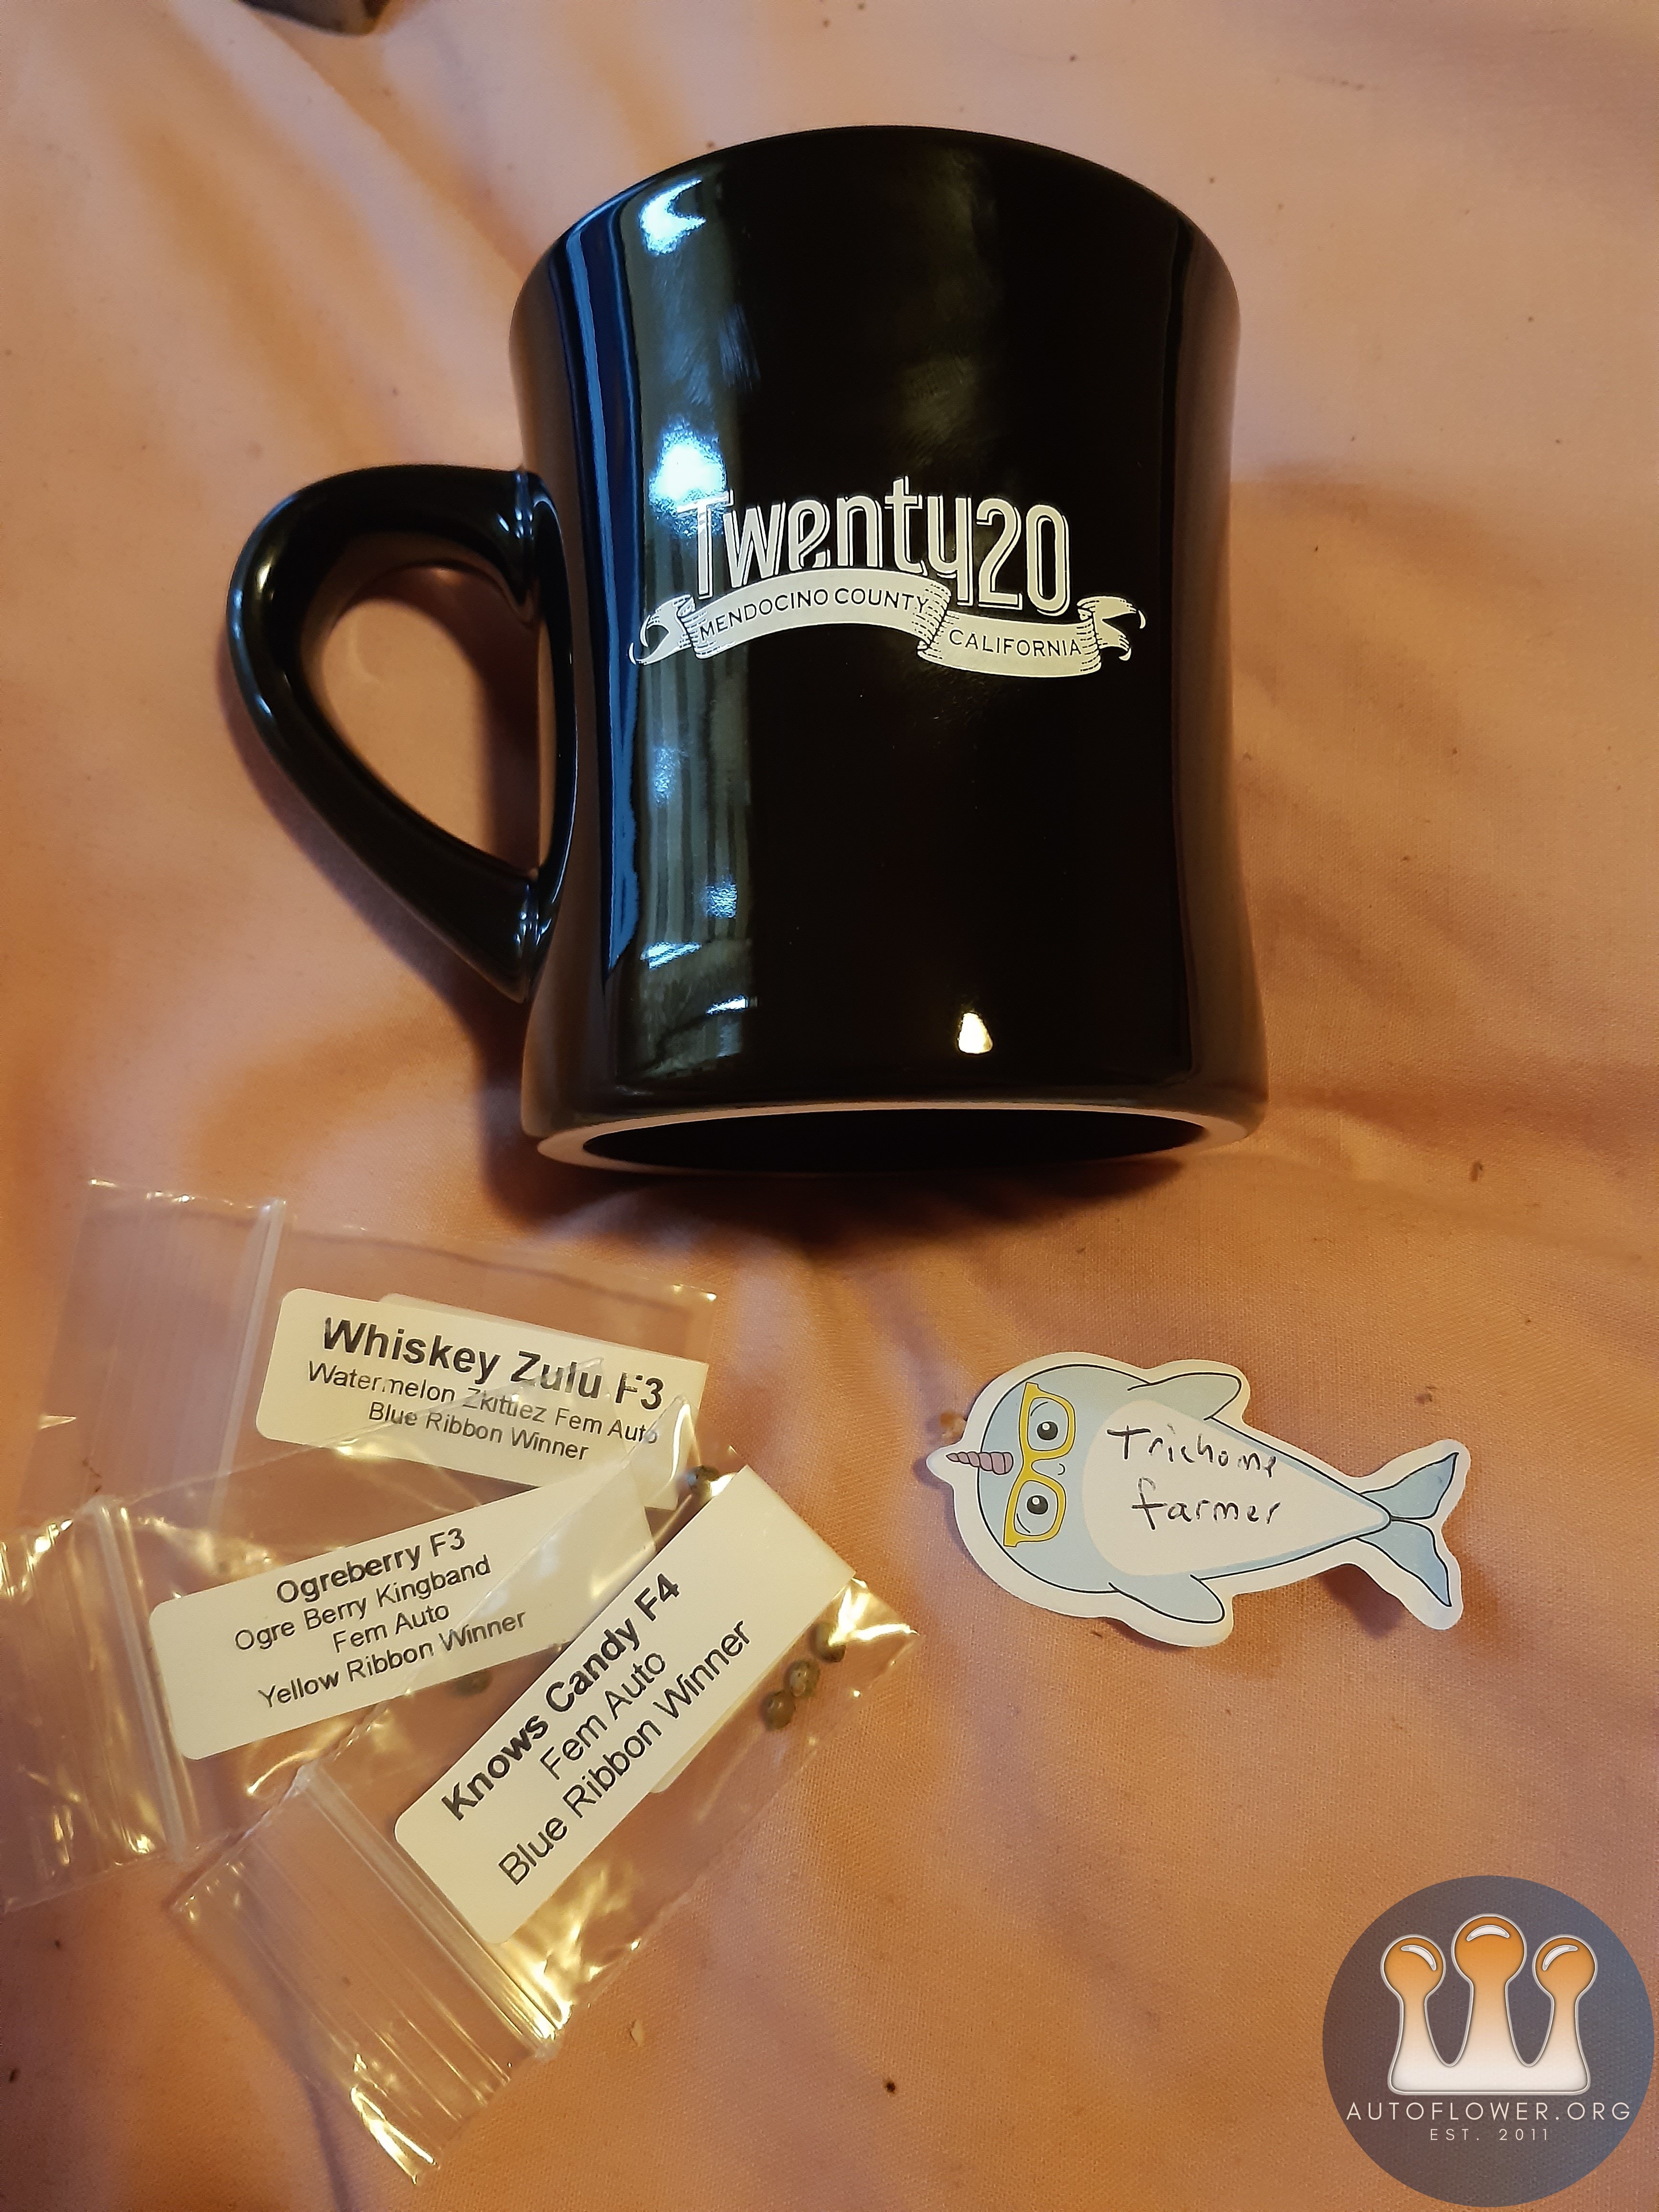 Twenty20
MENDOCINO COUNTY
CALIFORNIA
Whiskey Zulu F3
Watermelon Zkittlez Fem Auto
Blue Ribbon Winner
Ogreberry F3
Ogre Berry Kingband
Fem Auto
Yellow Ribbon Winner
Knows Candy F4
Fem Auto
Blue Ribbon Winner
Trichome
farmer
AUTOFLOWER.ORG
EST. 2011